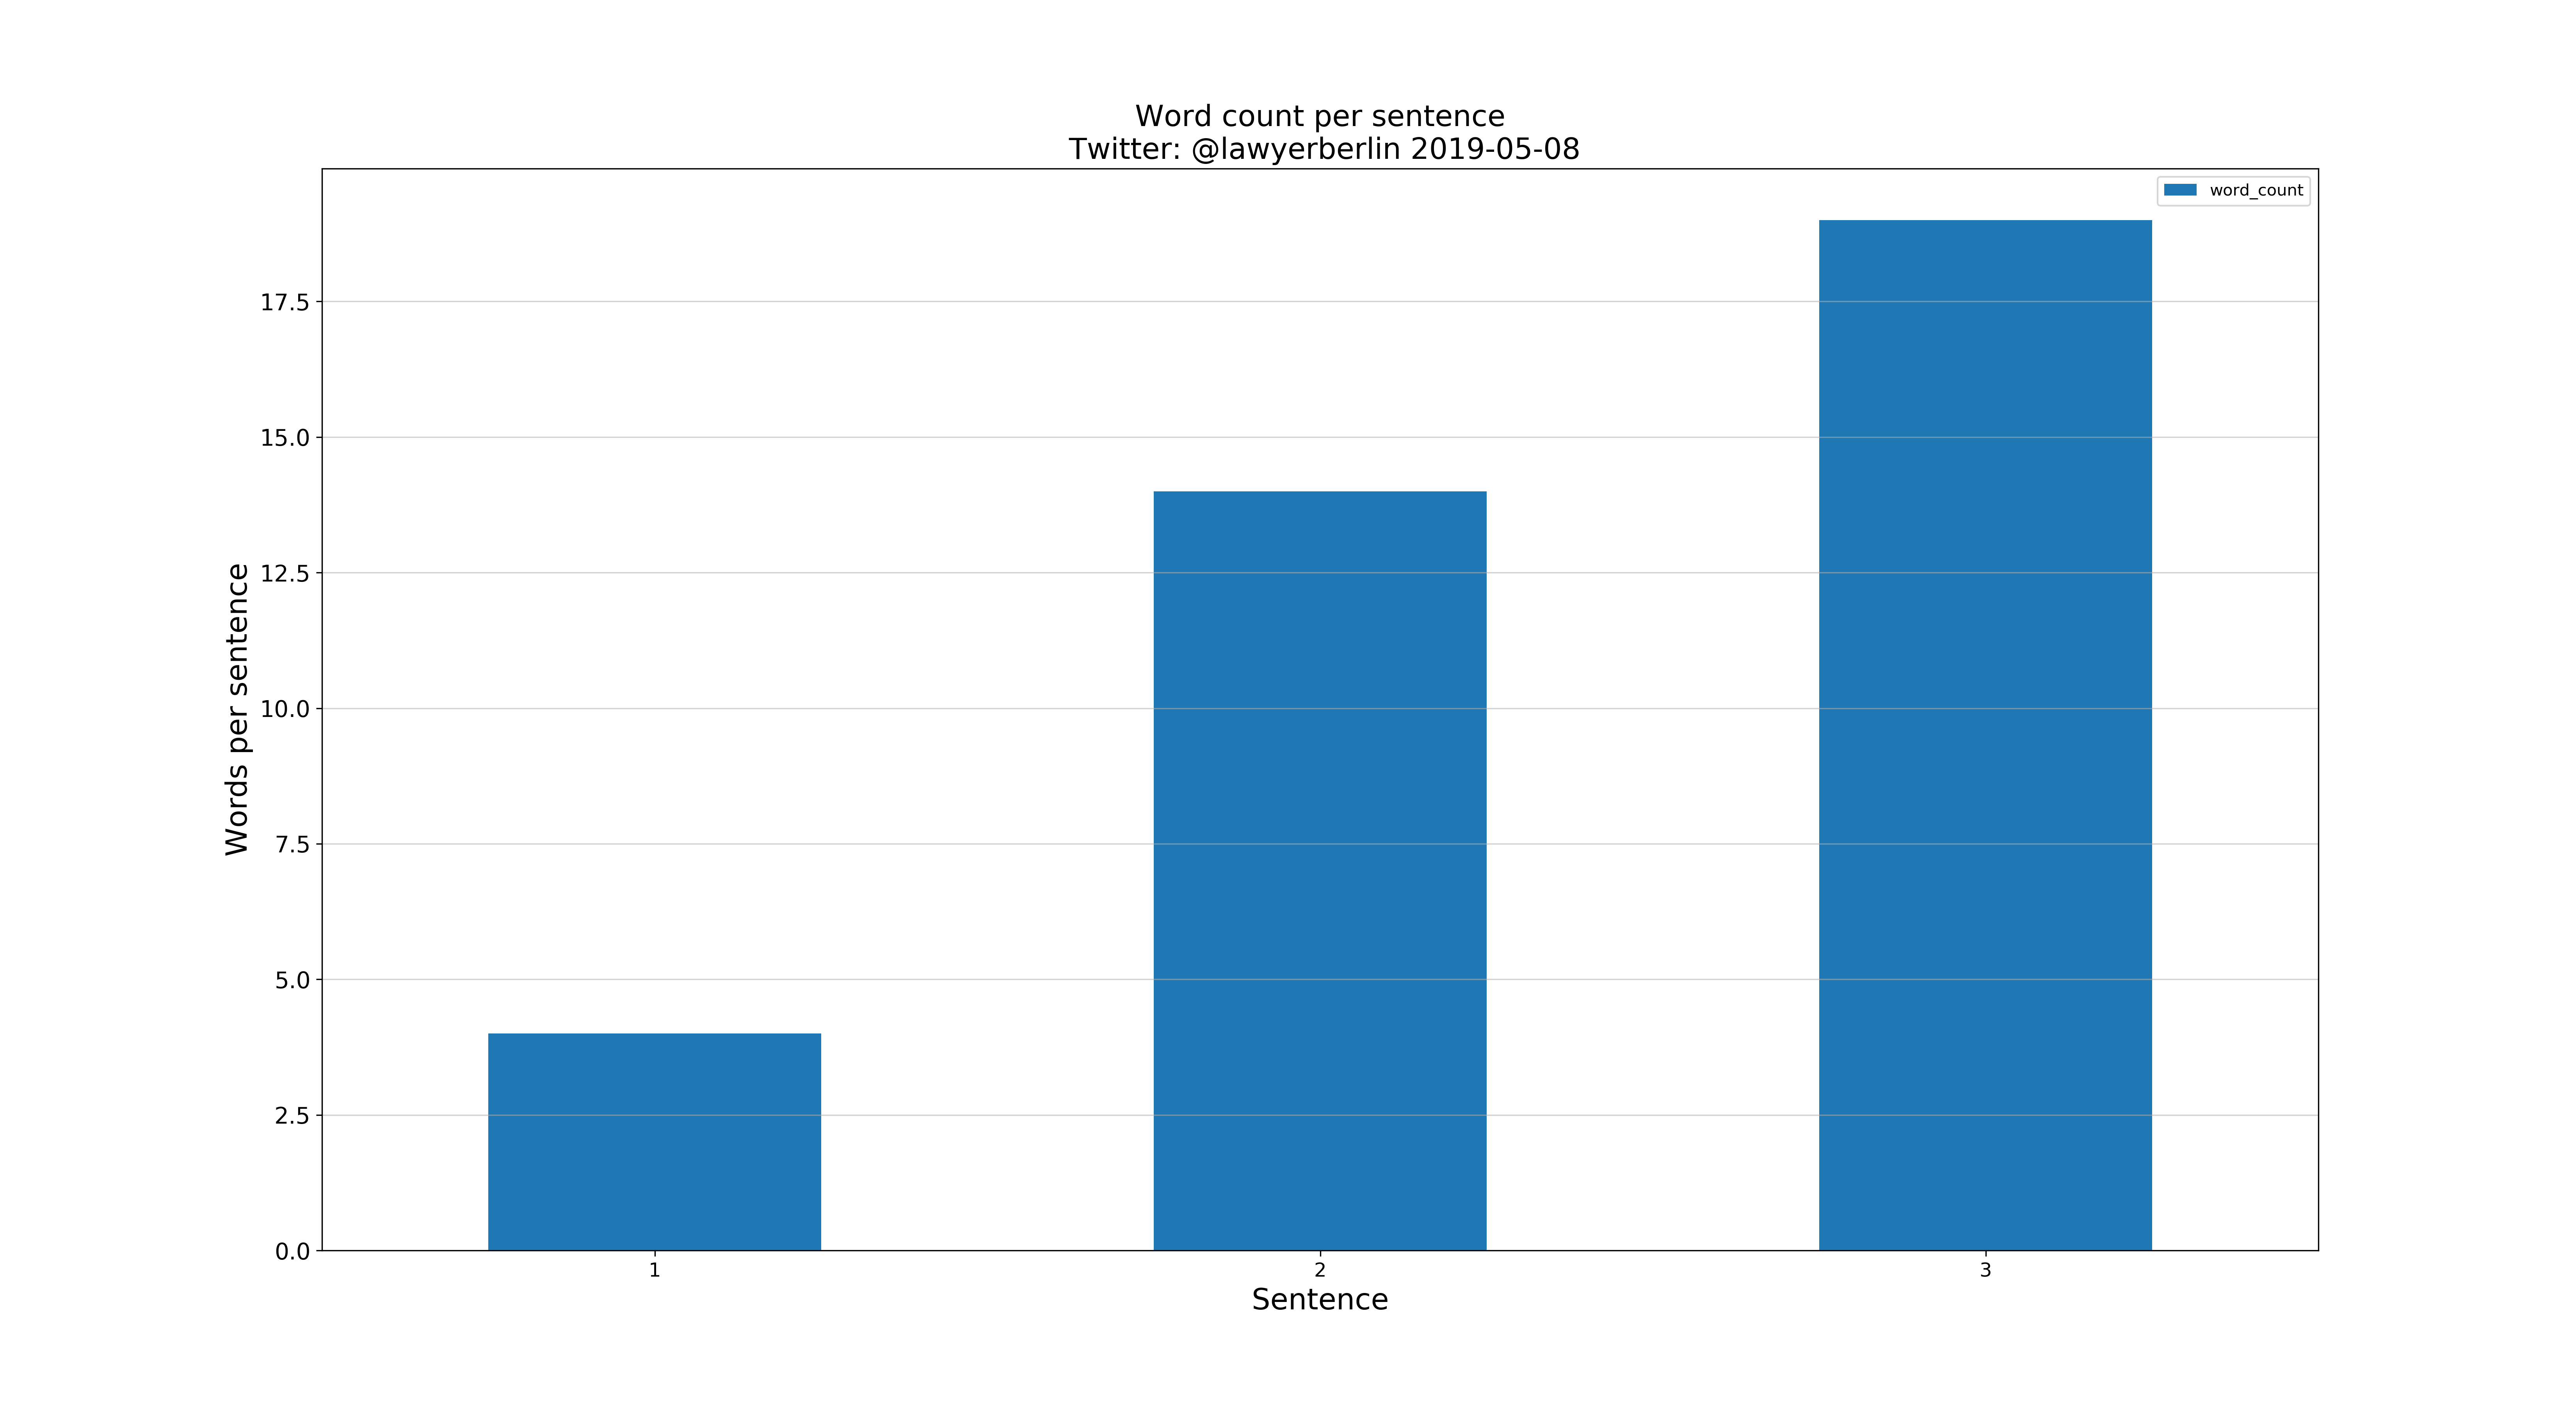 Word count per sentence
Twitter: @lawyerberlin 2019-05-08
word_count
Words per sentence
17.5
15.0
12.5
10.0
7.5
5.0
2.5
0.0
1 2 3
Sentence